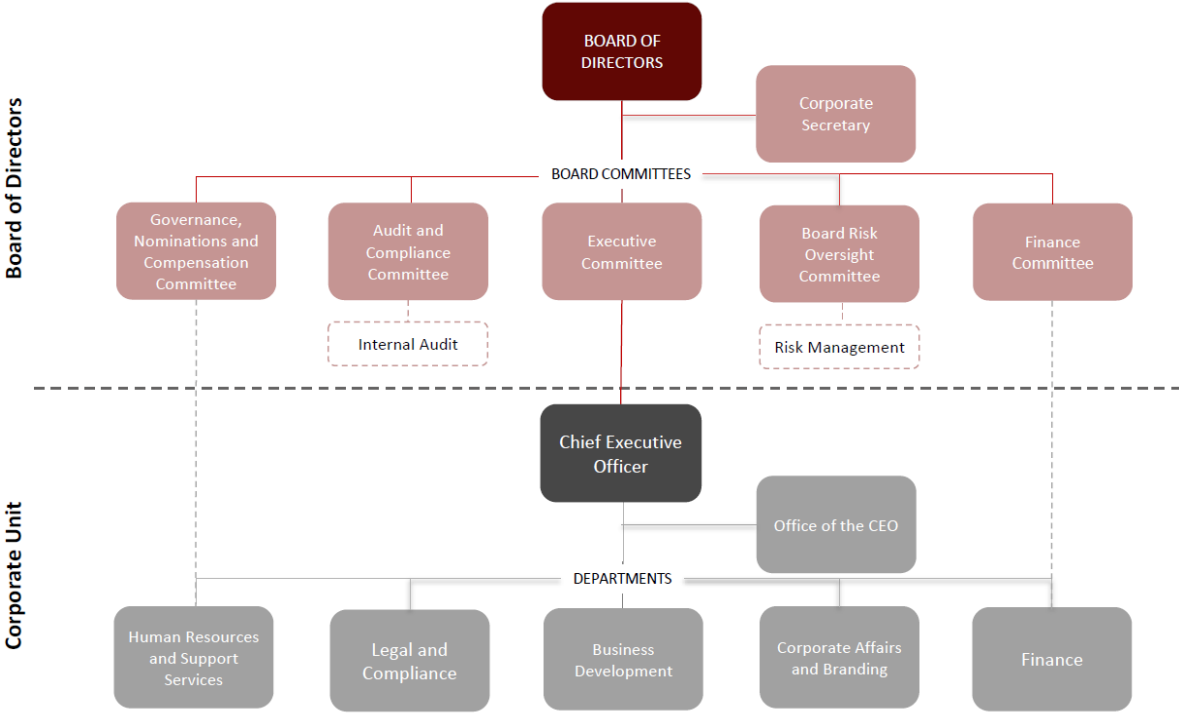 BOARD OF
DIRECTORS
Corporate
Secretary
Board of Directors
BOARD COMMITTEES
Governance,
Nominations and
Compensation
Committee
Audit and
Compliance
Committee
Executive
Committee
Board Risk
Oversight
Committee
Finance
Committee
Internal Audit
Risk Management
Chief Executive
Officer
Corporate Unit
Office of the CEO
DEPARTMENTS
Human Resources
and Support
Services
Legal and
Compliance
Business
Development
Corporate Affairs
and Branding
Finance